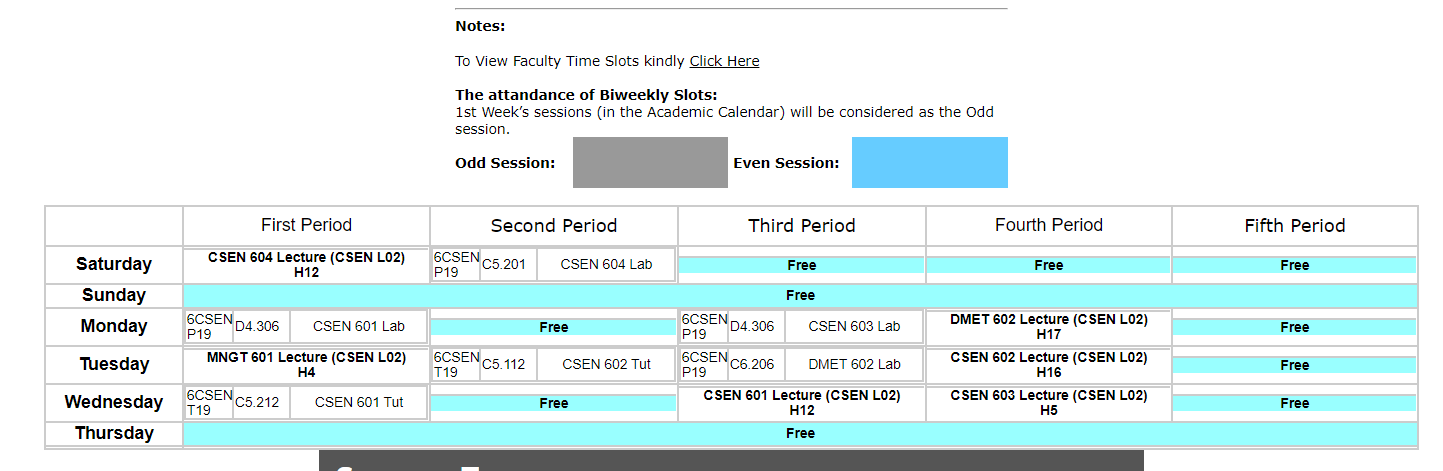 Notes:
To View Faculty Time Slots kindly Click Here
The attandance of Biweekly Slots:
1st Week’s sessions (in the Academic Calendar) will be considered as the Odd
session.
Odd Session: Even Session:
First Period Second Period Third Period Fourth Period Fifth Period
Saturday
CSEN 604 Lecture (CSEN L02)
H12
6CSEN
P19
C5.201
CSEN 604 Lab
Free
Free
Free
Sunday
Free
Monday
6CSEN
P19
D4.306
CSEN 601 Lab
Free
6CSEN
P19
D4.306
CSEN 603 Lab
DMET 602 Lecture (CSEN L02)
H17
Free
Tuesday
MNGT 601 Lecture (CSEN L02)
H4
6CSEN
T19
C5.112
CSEN 602 Tut
6CSEN
P19
C6.206
DMET 602 Lab
CSEN 602 Lecture (CSEN L02)
H16
Free
Wednesday
6CSEN
T19
C5.212
CSEN 601 Tut
Free
CSEN 601 Lecture (CSEN L02)
H12
CSEN 603 Lecture (CSEN L02)
H5
Free
Thursday
Free